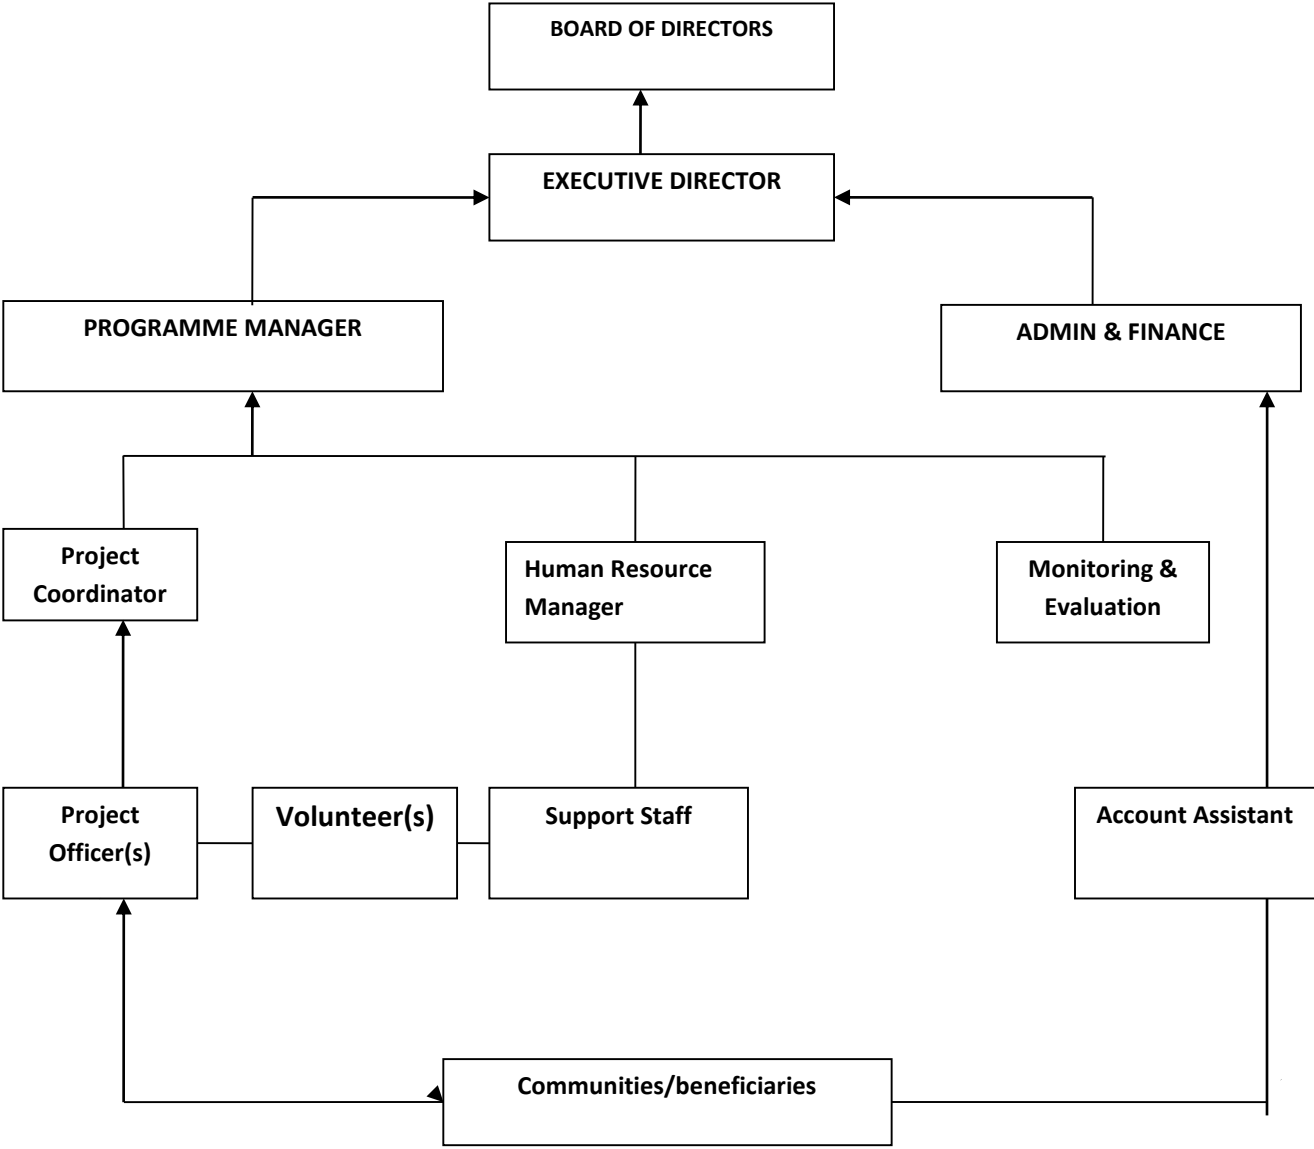 BOARD OF DIRECTORS
EXECUTIVE DIRECTOR
PROGRAMME MANAGER
ADMIN & FINANCE
Project
Coordinator
Human Resource
Manager
Monitoring &
Evaluation
Project
Officer(s)
Volunteer(s)
Support Staff
Account Assistant
Communities/beneficiaries